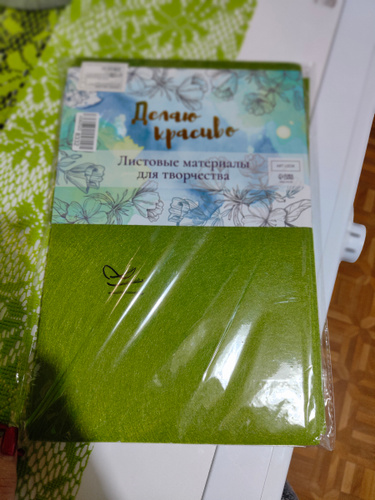 Делаю
красиво
Листовые материалы
для творчества